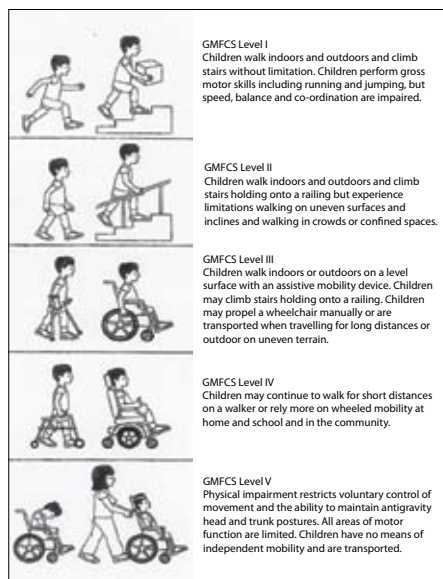 GMFCS Level I
Children walk indoors and outdoors and climb
stairs without limitation. Children perform gross
motor skills including running and jumping, but
speed, balance and co-ordination are impaired.
GMFCS Level II
Children walk indoors and outdoors and climb
stairs holding onto a railing but experience
limitations walking on uneven surfaces and
inclines and walking in crowds or confined spaces.
GMFCS Level III
Children walk indoors or outdoors on a level
surface with an assistive mobility device. Children
may climb stairs holding onto a railing. Children
may propel a wheelchair manually or are
transported when travelling for long distances or
outdoor on uneven terrain.
GMFCS Level IV
Children may continue to walk for short distances
on a walker or rely more on wheeled mobility at
home and school and in the community.
GMFCS Level V
Physical impairment restricts voluntary control of
movement and the ability to maintain antigravity
head and trunk postures. All areas of motor
function are limited. Children have no means of
independent mobility and are transported.